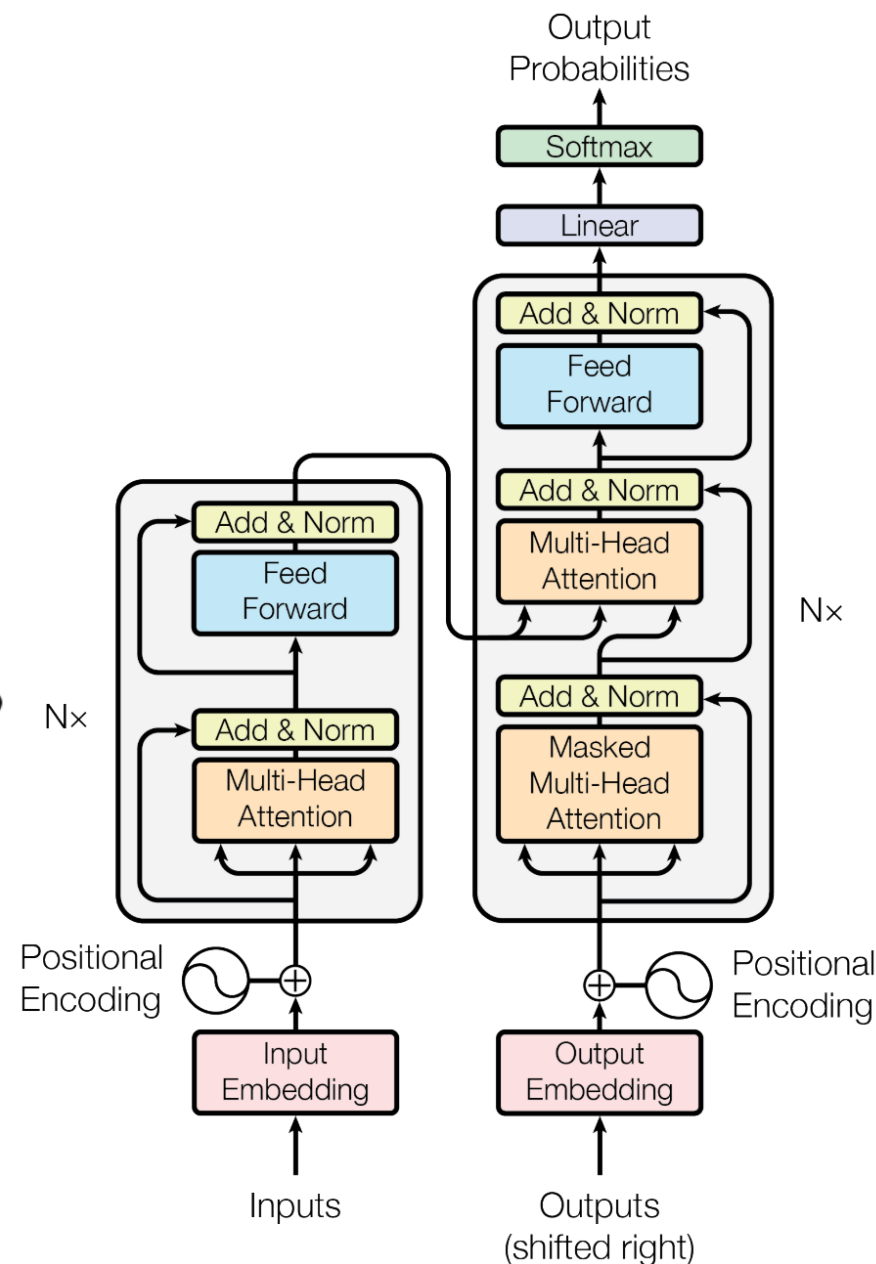 Output
Probabilities
Softmax
Linear
Add & Norm
Feed
Forward
Add & Norm
Multi-Head
Attention
Add & Norm
Masked
Multi-Head
Attention
N×
Add & Norm
Feed
Forward
Add & Norm
Multi-Head
Attention
N×
Positional
Encoding
Positional
Encoding
Input
Embedding
Output
Embedding
Inputs
Outputs
(shifted right)